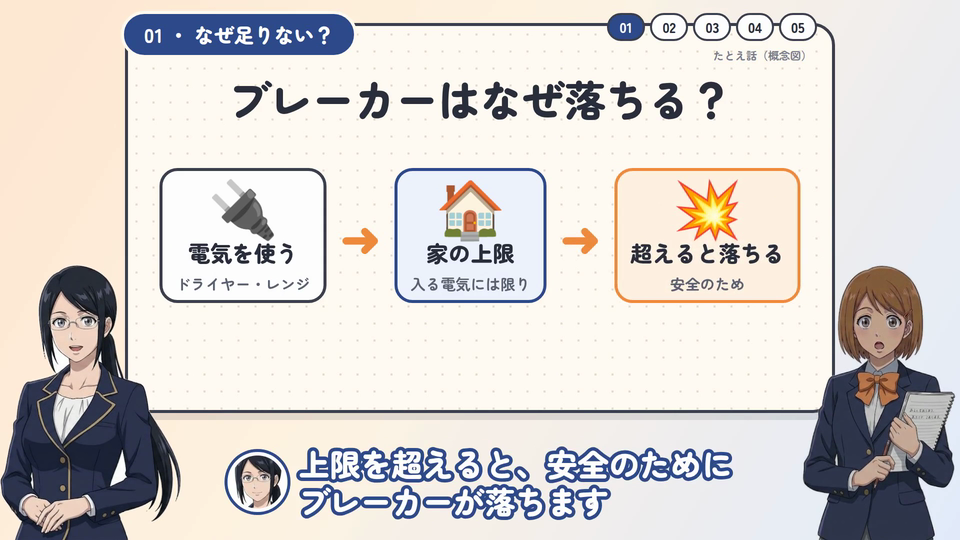 01 ・ なぜ足りない？
01 02 03 04 05
たとえ話（概念図）
ブレーカーはなぜ落ちる？
電気を使う
ドライヤー・レンジ
家の上限
入る電気には限り
超えると落ちる
安全のため
上限を超えると、安全のために
ブレーカーが落ちます